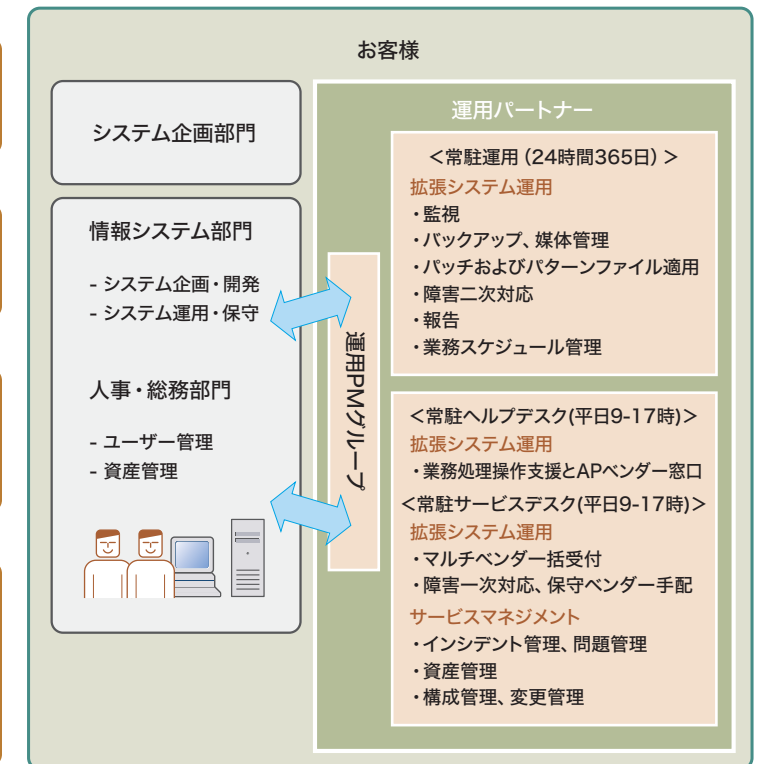 お客様
システム企画部門
情報システム部門
- システム企画・開発
- システム運用・保守
人事・総務部門
- ユーザー管理
- 資産管理
運用パートナー
運用PMグループ
＜常駐運用（24時間365日）＞
拡張システム運用
・監視
・バックアップ、媒体管理
・パッチおよびパターンファイル適用
・障害二次対応
・報告
・業務スケジュール管理
＜常駐ヘルプデスク(平日9-17時)＞
拡張システム運用
・業務処理操作支援とAPベンダー窓口
＜常駐サービスデスク(平日9-17時)＞
拡張システム運用
・マルチベンダー括受付
・障害一次対応、保守ベンダー手配
サービスマネジメント
・インシデント管理、問題管理
・資産管理
・構成管理、変更管理